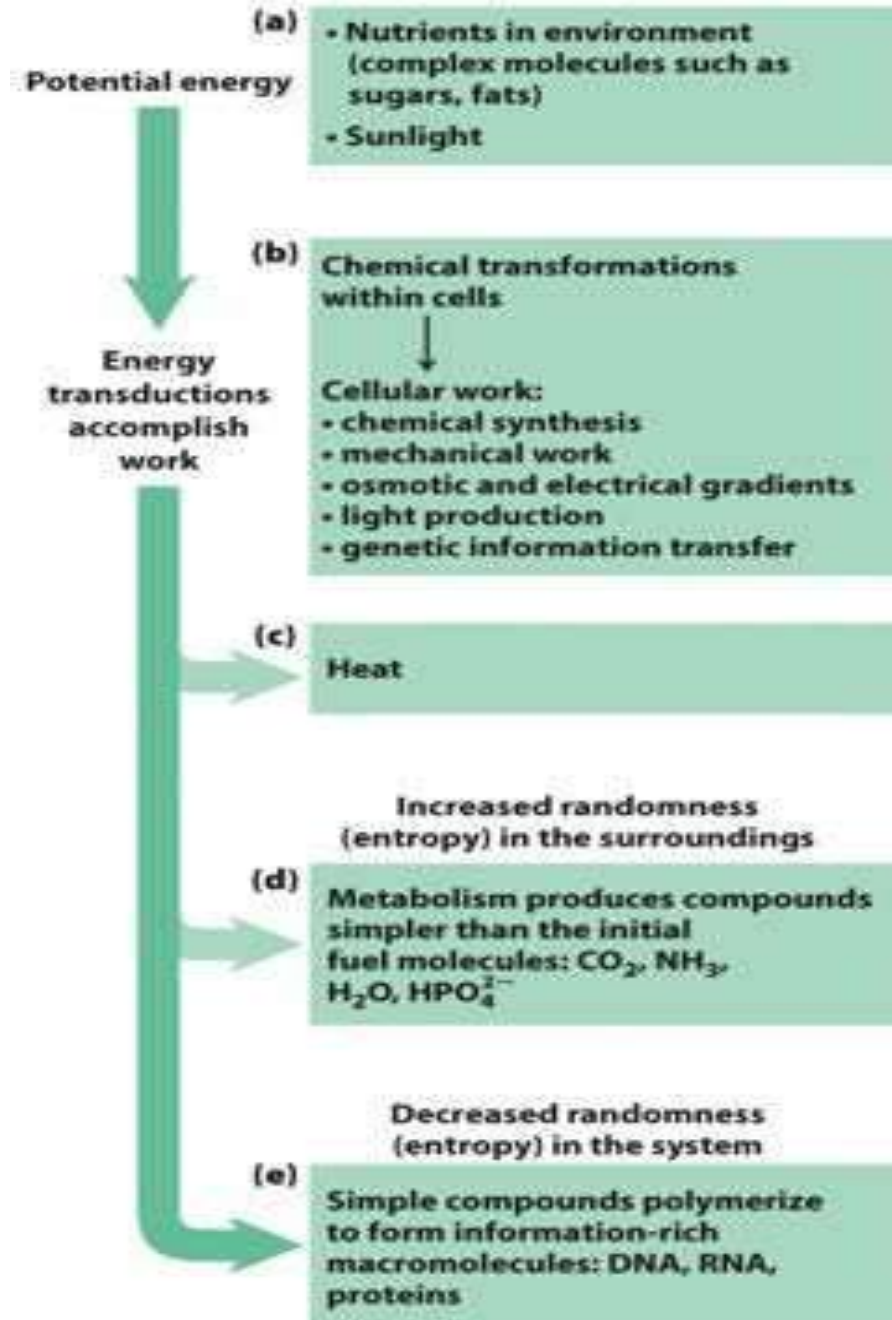 (a)
• Nutrients in environment
(complex molecules such as
sugars, fats)
• Sunlight
Potential energy
(b)
Chemical transformations
within cells
Cellular work:
• chemical synthesis
• mechanical work
• osmotic and electrical gradients
• light production
• genetic information transfer
Energy
transductions
accomplish
work
(c)
Heat
Increased randomness
(entropy) in the surroundings
(d)
Metabolism produces compounds
simpler than the initial
fuel molecules: CO₂, NH₃,
H₂O, HPO₄²⁻
Decreased randomness
(entropy) in the system
(e)
Simple compounds polymerize
to form information-rich
macromolecules: DNA, RNA,
proteins